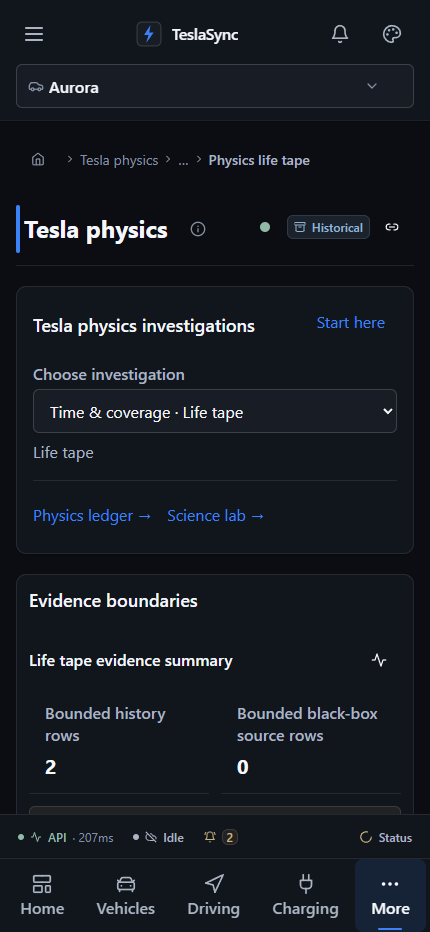 TeslaSync
Aurora
Tesla physics ... Physics life tape
Tesla physics
Historical
Tesla physics investigations
Start here
Choose investigation
Time & coverage · Life tape
Life tape
Physics ledger → Science lab →
Evidence boundaries
Life tape evidence summary
Bounded history rows
2
Bounded black-box source rows
0
API · 207ms Idle 2 Status
Home Vehicles Driving Charging More